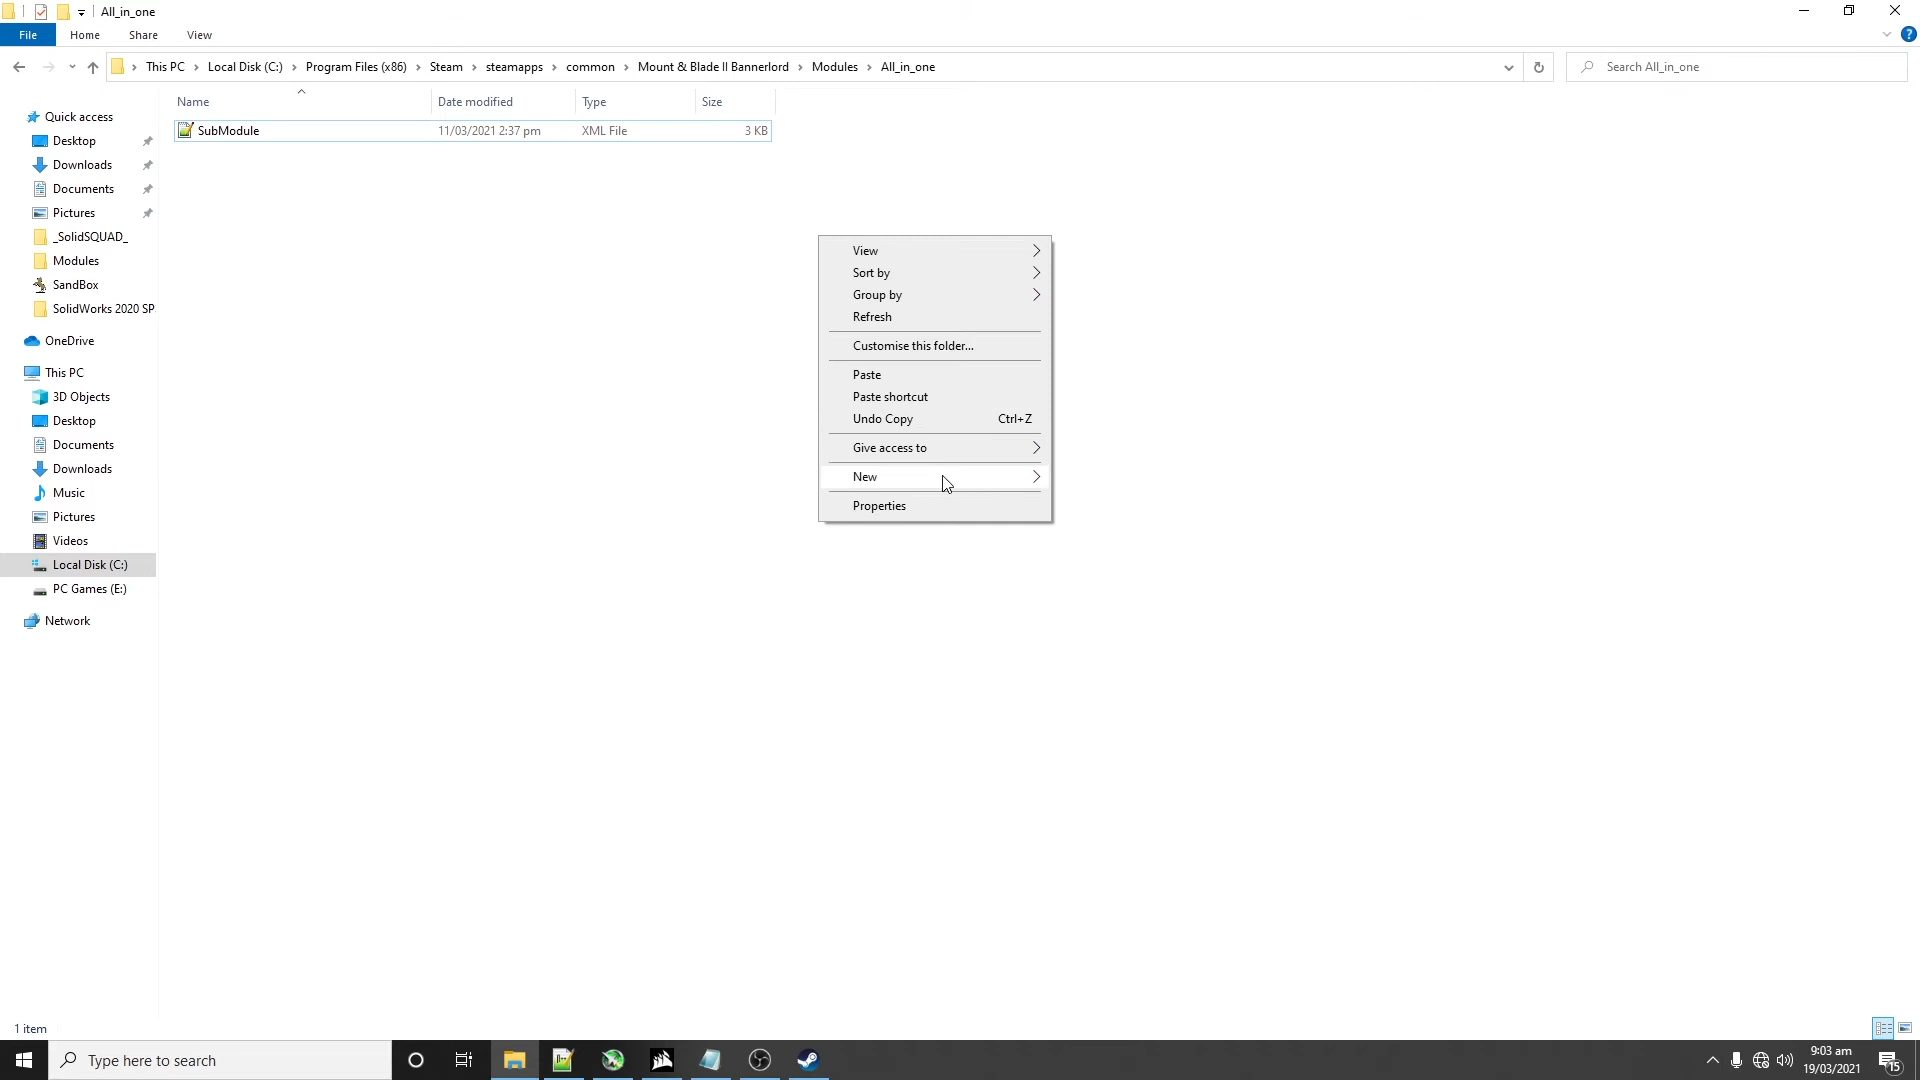 All_in_one
File Home Share View
This PC Local Disk (C:) Program Files (x86) Steam steamapps common Mount & Blade II Bannerlord Modules All_in_one
Search All_in_one
Name Date modified Type Size
SubModule 11/03/2021 2:37 pm XML File 3 KB
Quick access
Desktop
Downloads
Documents
Pictures
_SolidSQUAD_
Modules
SandBox
SolidWorks 2020 SP
OneDrive
This PC
3D Objects
Desktop
Documents
Downloads
Music
Pictures
Videos
Local Disk (C:)
PC Games (E:)
Network
View
Sort by
Group by
Refresh
Customise this folder...
Paste
Paste shortcut
Undo Copy Ctrl+Z
Give access to
New
Properties
1 item
Type here to search
9:03 am
19/03/2021
15